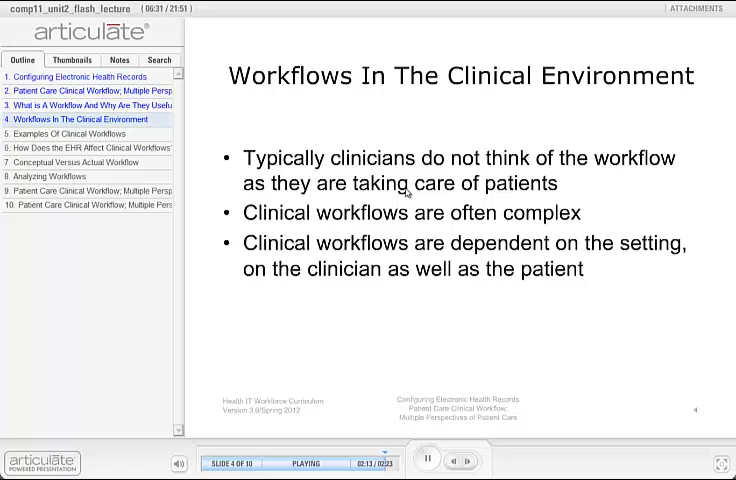 comp11_unit2_flash_lecture (06:31 / 21:51)
ATTACHMENTS
articulate®
Outline Thumbnails Notes Search
1. Configuring Electronic Health Records
2. Patient Care Clinical Workflow; Multiple Persp
3. What is A Workflow And Why Are They Usefu
4. Workflows In The Clinical Environment
5. Examples Of Clinical Workflows
6. How Does the EHR Affect Clinical Workflows?
7. Conceptual Versus Actual Workflow
8. Analyzing Workflows
9. Patient Care Clinical Workflow; Multiple Persp
10. Patient Care Clinical Workflow; Multiple Pers
Workflows In The Clinical Environment
• Typically clinicians do not think of the workflow
as they are taking care of patients
• Clinical workflows are often complex
• Clinical workflows are dependent on the setting,
on the clinician as well as the patient
Health IT Workforce Curriculum
Version 3.0/Spring 2012
Configuring Electronic Health Records
Patient Care Clinical Workflow;
Multiple Perspectives of Patient Care
4
articulate®
POWERED PRESENTATION
SLIDE 4 OF 10 PLAYING 02:13 / 02:23